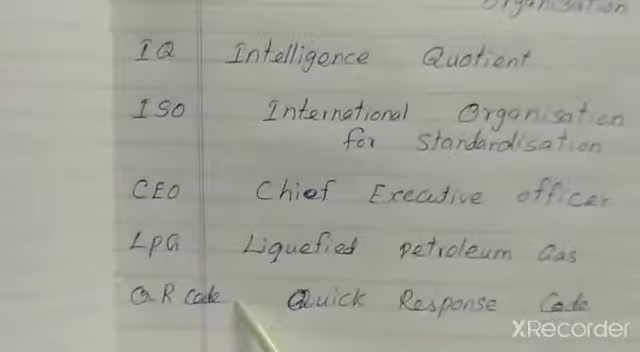 Organisation
IQ Intelligence Quotient
ISO International Organisation
for standardisation
CEO Chief Executive officer
LPG Liquefied petroleum Gas
QR code Quick Response Code
XRecorder